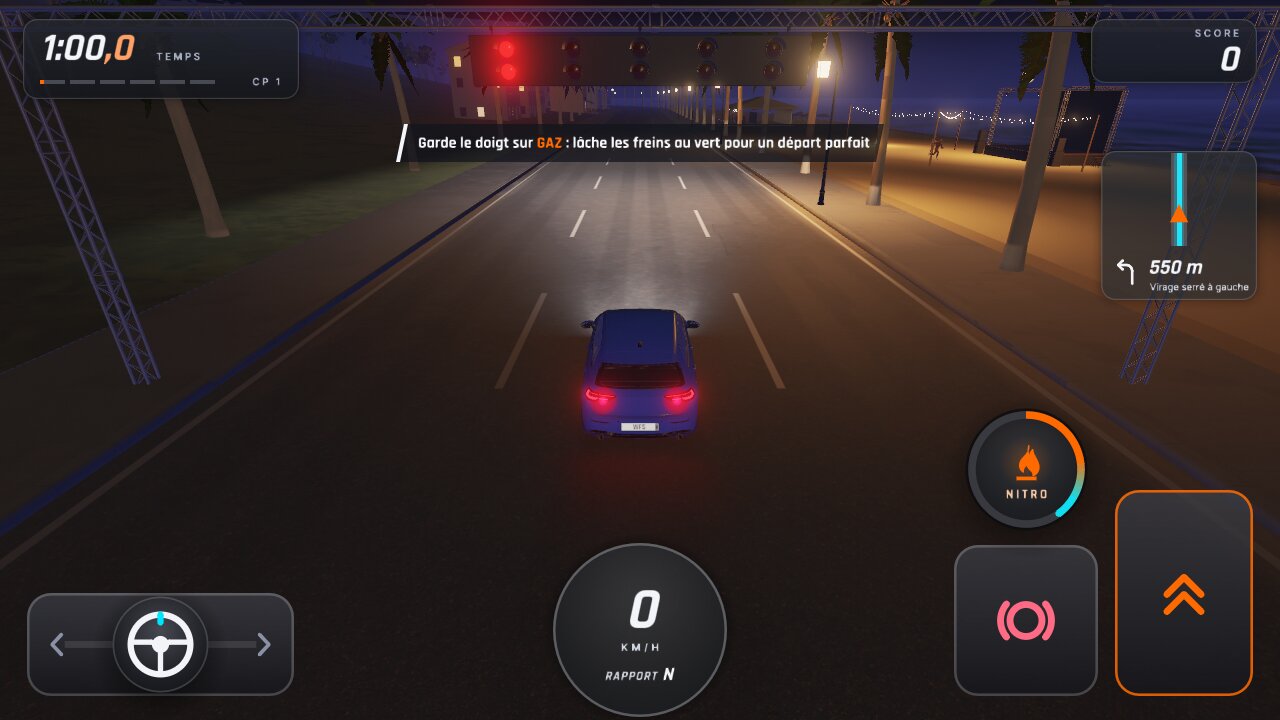 1:00,0 TEMPS
CP 1
SCORE
0
Garde le doigt sur GAZ : lâche les freins au vert pour un départ parfait
550 m
Virage serré à gauche
WFS
NITRO
0
KM/H
RAPPORT N